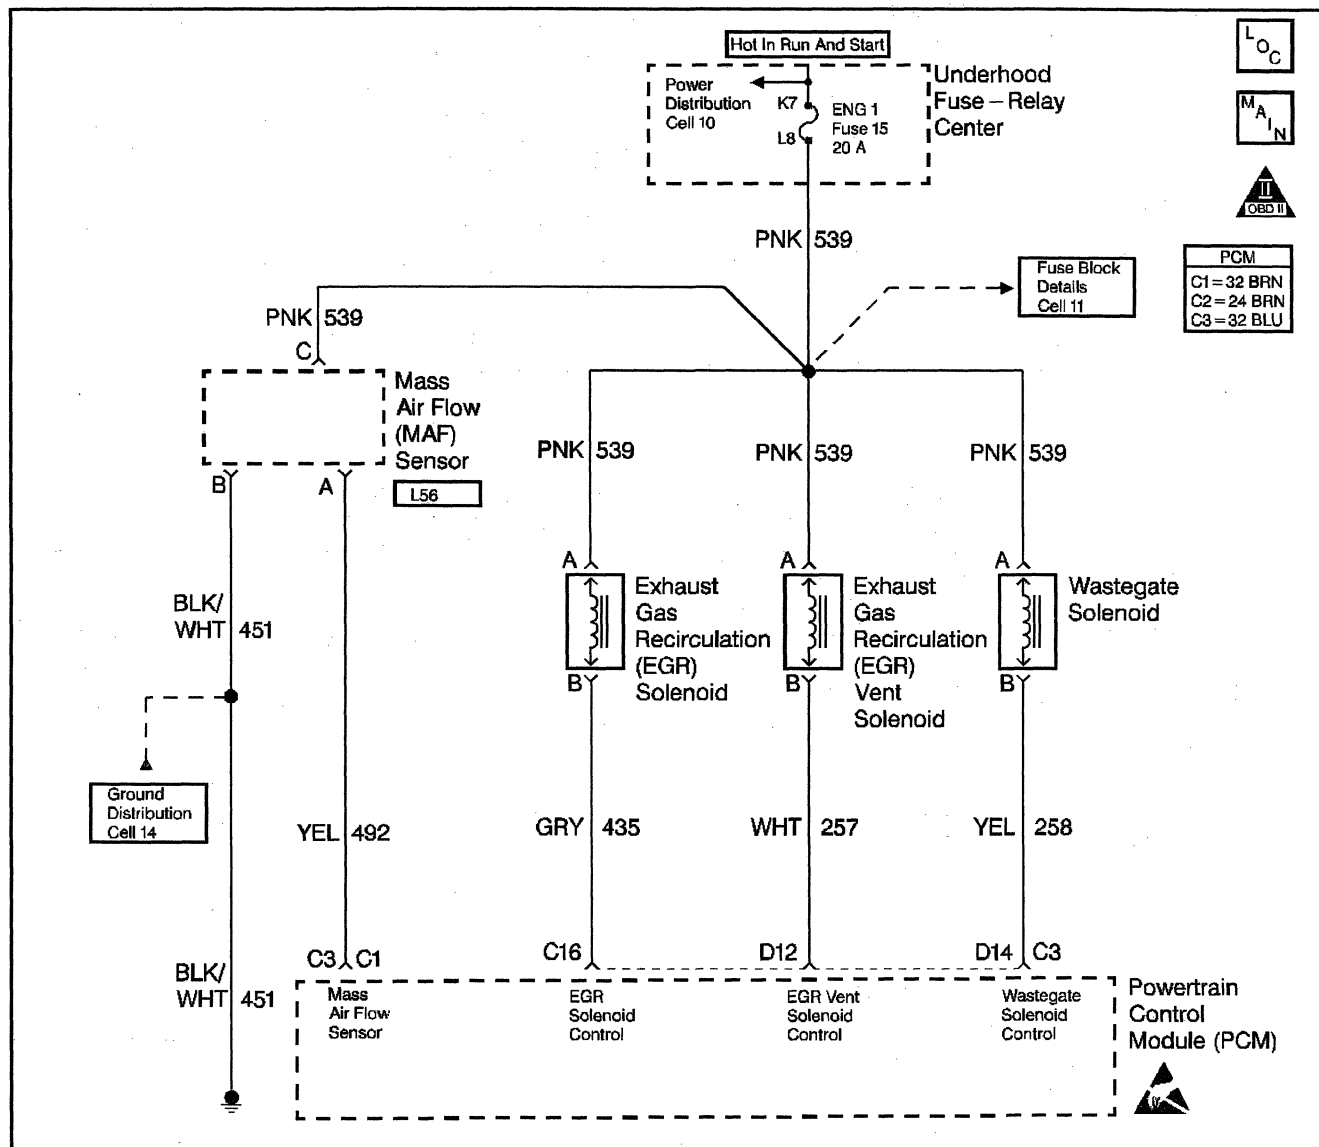 Hot In Run And Start
LOC
Power
Distribution
Cell 10
K7
L8
ENG 1
Fuse 15
20 A
Underhood
Fuse – Relay
Center
MAIN
II
OBD II
PNK 539
PCM
C1 = 32 BRN
C2 = 24 BRN
C3 = 32 BLU
Fuse Block
Details
Cell 11
PNK 539
C
Mass
Air Flow
(MAF)
Sensor
L56
B
A
PNK 539
PNK 539
PNK 539
A
Exhaust
Gas
Recirculation
(EGR)
Solenoid
B
A
Exhaust
Gas
Recirculation
(EGR)
Vent
Solenoid
B
A
Wastegate
Solenoid
B
BLK/
WHT 451
Ground
Distribution
Cell 14
YEL 492
GRY 435
WHT 257
YEL 258
BLK/
WHT 451
C3 C1
C16
D12
D14 C3
Mass
Air Flow
Sensor
EGR
Solenoid
Control
EGR Vent
Solenoid
Control
Wastegate
Solenoid
Control
Powertrain
Control
Module (PCM)